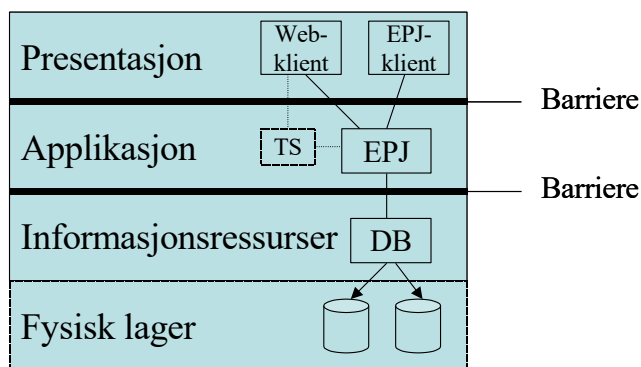 Presentasjon
Web-
klient
EPJ-
klient
Barriere
Applikasjon
TS
EPJ
Barriere
Informasjonsressurser
DB
Fysisk lager